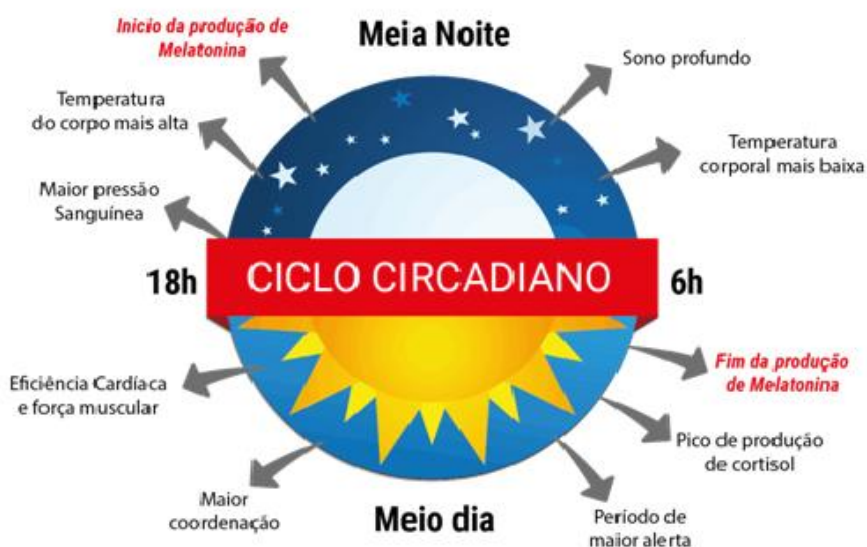 Inicio da produção de
Melatonina
Meia Noite
Sono profundo
Temperatura
do corpo mais alta
Temperatura
corporal mais baixa
Maior pressão
Sanguínea
18h
CICLO CIRCADIANO
6h
Eficiência Cardíaca
e força muscular
Fim da produção
de Melatonina
Pico de produção
de cortisol
Maior
coordenação
Meio dia
Periodo de
maior alerta